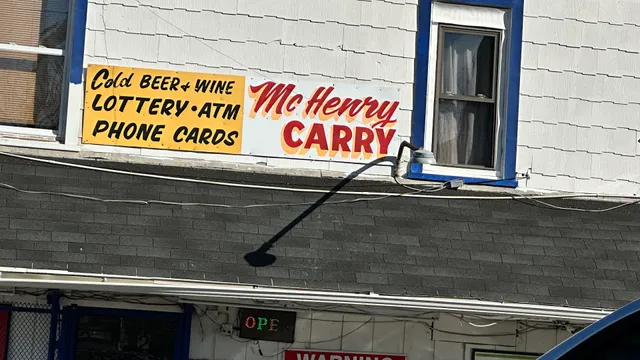 Cold BEER + WINE
LOTTERY • ATM
PHONE CARDS
McHenry
CARRY
OPE
WARNING